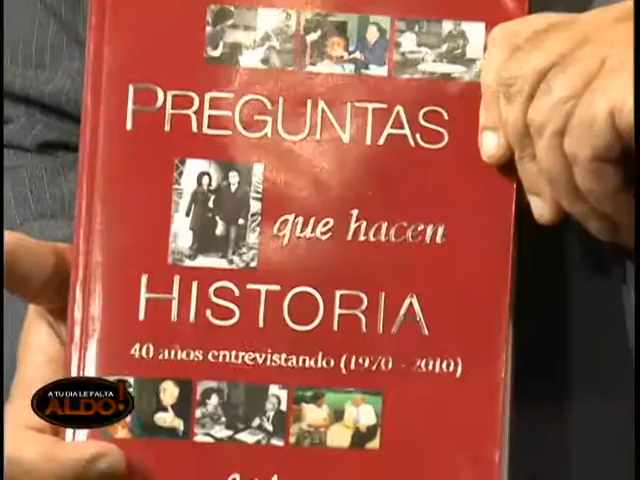 PREGUNTAS
que hacen
HISTORIA
40 años entrevistando (1970 - 2010)
A TU DIA LE FALTA
ALDO!